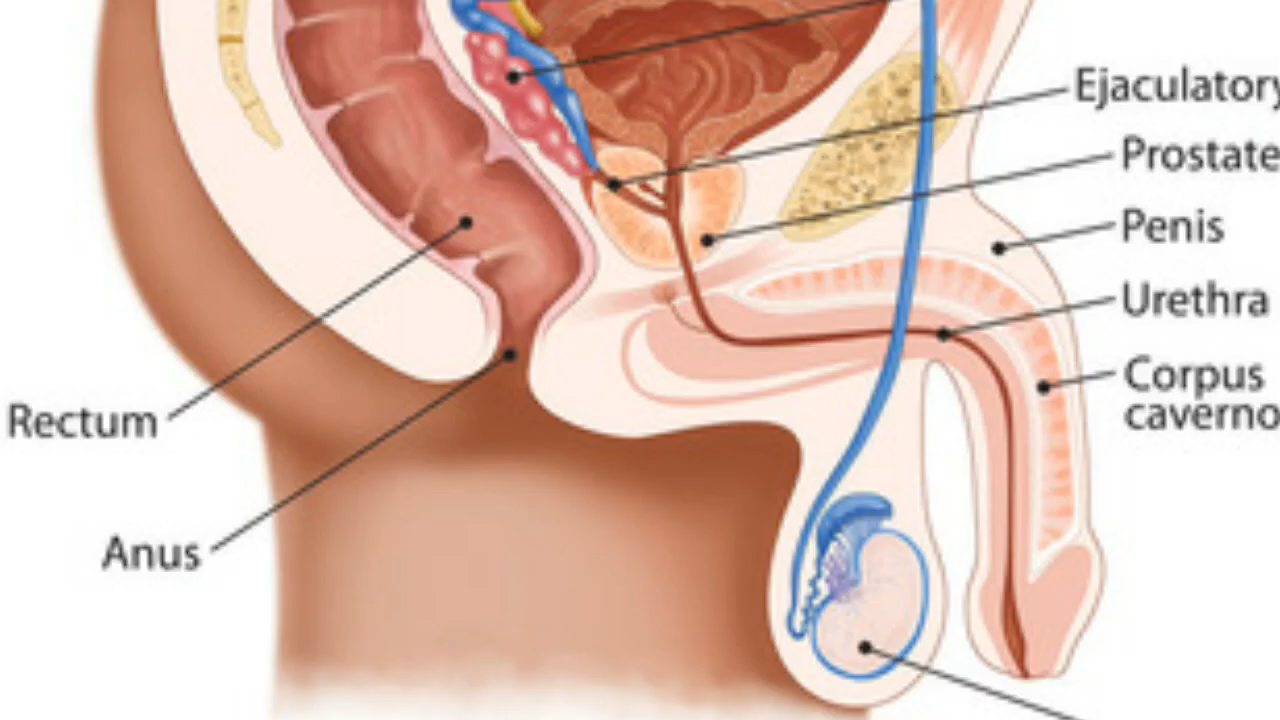 Ejaculatory
Prostate
Penis
Urethra
Corpus
caverno
Rectum
Anus